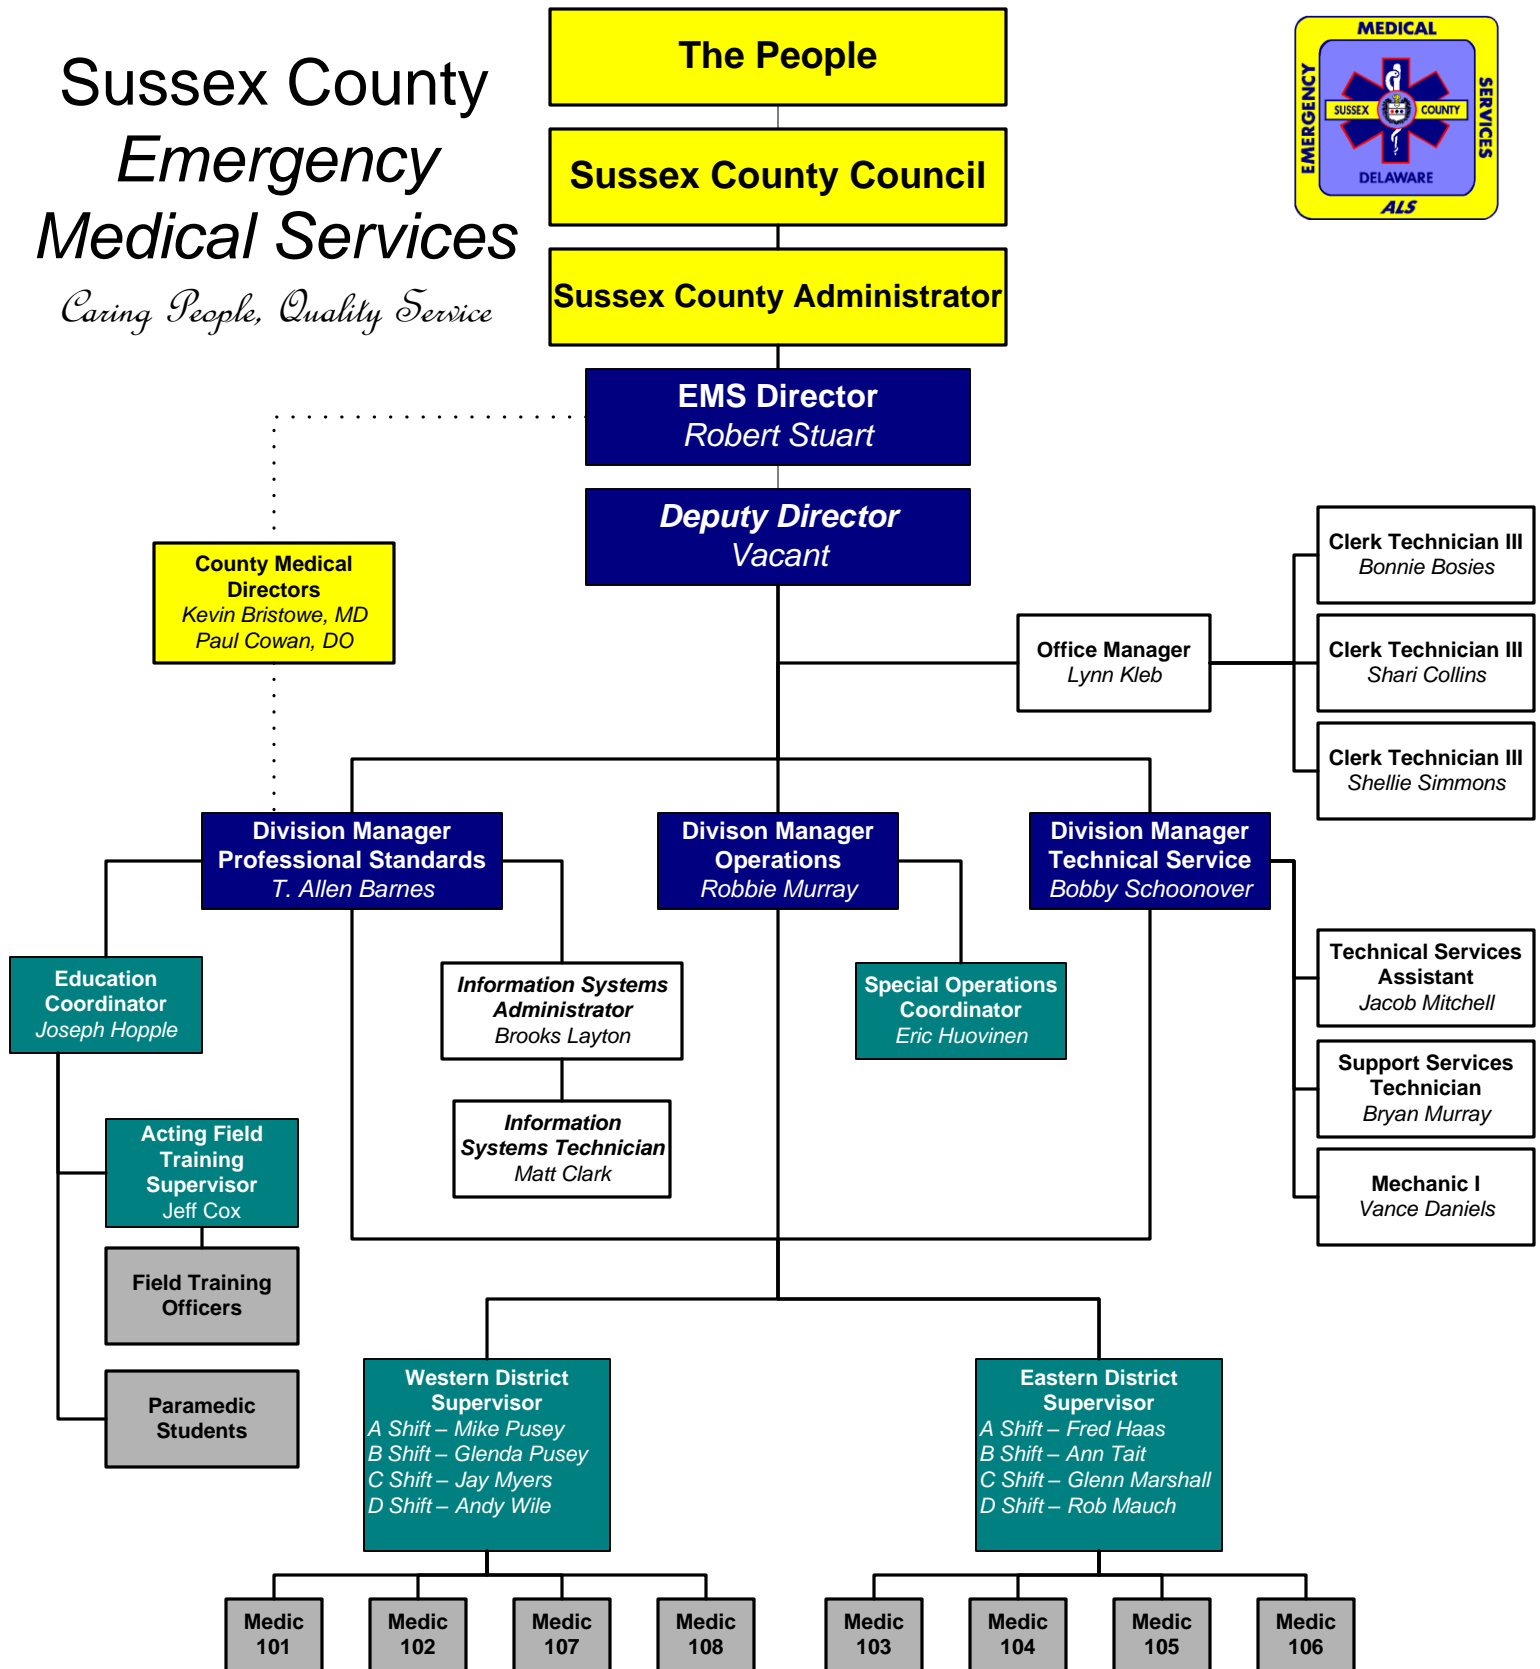 Sussex County
Emergency
Medical Services
Caring People, Quality Service
The People
Sussex County Council
Sussex County Administrator
MEDICAL
EMERGENCY
SERVICES
SUSSEX
COUNTY
DELAWARE
ALS
EMS Director
Robert Stuart
Deputy Director
Vacant
County Medical
Directors
Kevin Bristowe, MD
Paul Cowan, DO
Office Manager
Lynn Kleb
Clerk Technician III
Bonnie Bosies
Clerk Technician III
Shari Collins
Clerk Technician III
Shellie Simmons
Division Manager
Professional Standards
T. Allen Barnes
Divison Manager
Operations
Robbie Murray
Division Manager
Technical Service
Bobby Schoonover
Education
Coordinator
Joseph Hopple
Information Systems
Administrator
Brooks Layton
Special Operations
Coordinator
Eric Huovinen
Technical Services
Assistant
Jacob Mitchell
Support Services
Technician
Bryan Murray
Mechanic I
Vance Daniels
Information
Systems Technician
Matt Clark
Acting Field
Training
Supervisor
Jeff Cox
Field Training
Officers
Paramedic
Students
Western District
Supervisor
A Shift – Mike Pusey
B Shift – Glenda Pusey
C Shift – Jay Myers
D Shift – Andy Wile
Eastern District
Supervisor
A Shift – Fred Haas
B Shift – Ann Tait
C Shift – Glenn Marshall
D Shift – Rob Mauch
Medic
101
Medic
102
Medic
107
Medic
108
Medic
103
Medic
104
Medic
105
Medic
106